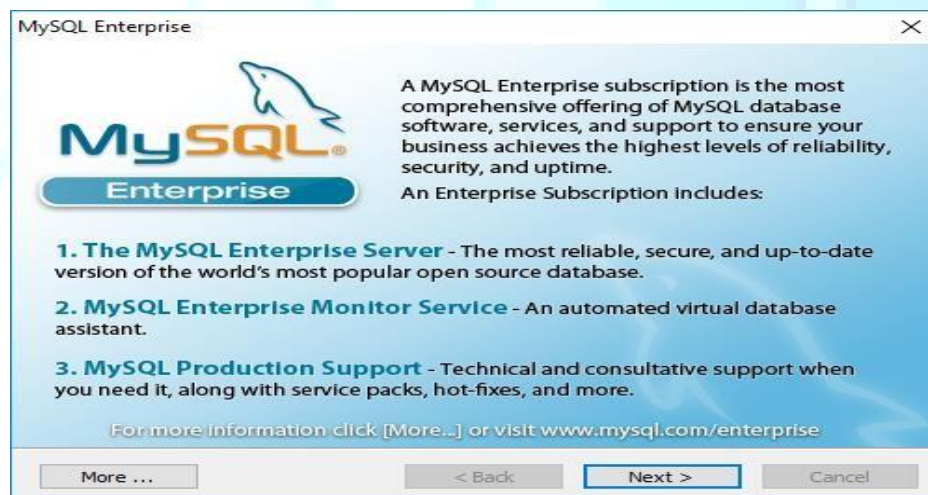 MySQL Enterprise
MySQL®
Enterprise
A MySQL Enterprise subscription is the most
comprehensive offering of MySQL database
software, services, and support to ensure your
business achieves the highest levels of reliability,
security, and uptime.
An Enterprise Subscription includes:
1. The MySQL Enterprise Server - The most reliable, secure, and up-to-date
version of the world's most popular open source database.
2. MySQL Enterprise Monitor Service - An automated virtual database
assistant.
3. MySQL Production Support - Technical and consultative support when
you need it, along with service packs, hot-fixes, and more.
For more information click [More...] or visit www.mysql.com/enterprise
More ...
< Back
Next >
Cancel